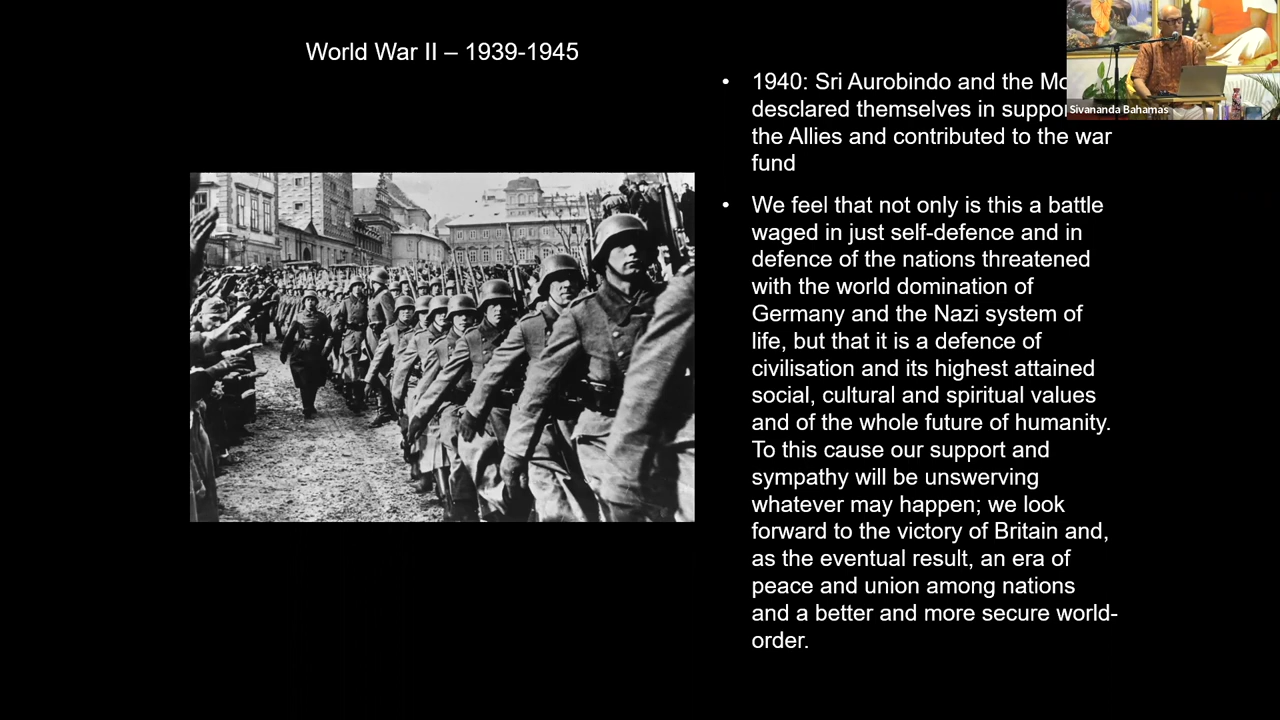 World War II – 1939-1945
• 1940: Sri Aurobindo and the
desclared themselves in
the Allies and contributed to the war
fund
• We feel that not only is this a battle
waged in just self-defence and in
defence of the nations threatened
with the world domination of
Germany and the Nazi system of
life, but that it is a defence of
civilisation and its highest attained
social, cultural and spiritual values
and of the whole future of humanity.
To this cause our support and
sympathy will be unswerving
whatever may happen; we look
forward to the victory of Britain and,
as the eventual result, an era of
peace and union among nations
and a better and more secure world-
order.
Sivananda Bahamas